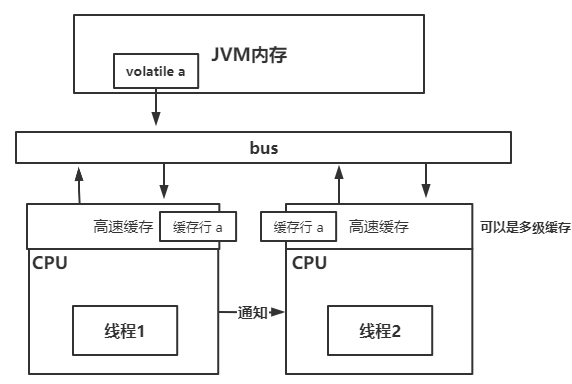 JVM内存
volatile a
bus
高速缓存
缓存行 a
缓存行 a
高速缓存
可以是多级缓存
CPU
CPU
通知
线程1
线程2